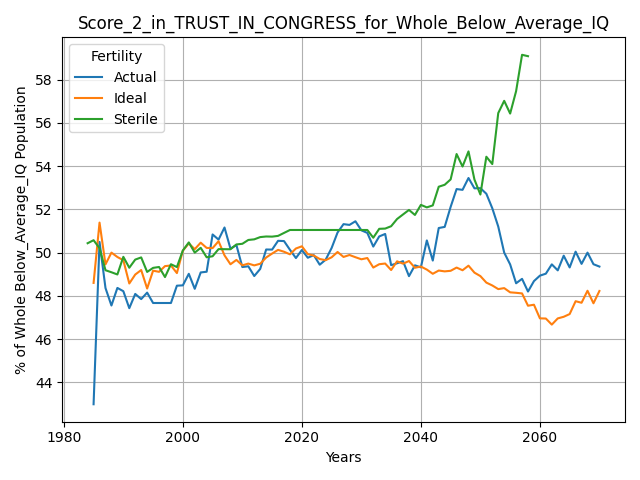 Score_2_in_TRUST_IN_CONGRESS_for_Whole_Below_Average_IQ
Fertility
Actual
Ideal
Sterile
% of Whole Below_Average_IQ Population
58
56
54
52
50
48
46
44
1980
2000
2020
2040
2060
Years